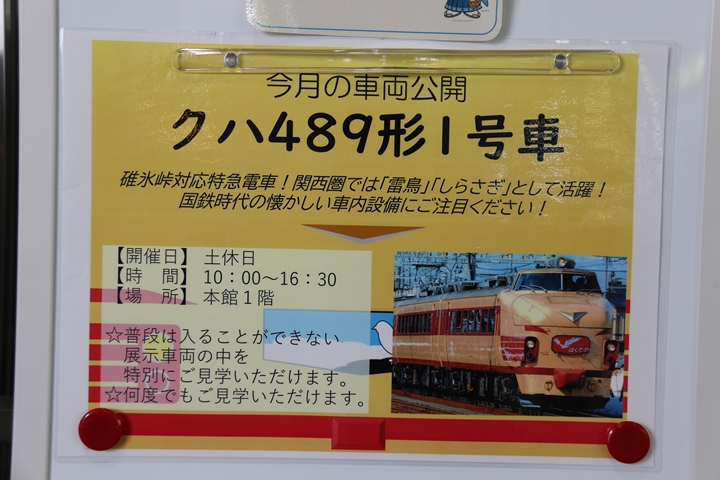 今月の車両公開
クハ489形1号車
碓氷峠対応特急電車！関西圏では「雷鳥」「しらさぎ」として活躍！
国鉄時代の懐かしい車内設備にご注目ください！
【開催日】 土休日
【時　間】 10：00～16：30
【場　所】 本館１階
☆普段は入ることができない
展示車両の中を
特別にご見学いただけます。
☆何度でもご見学いただけます。